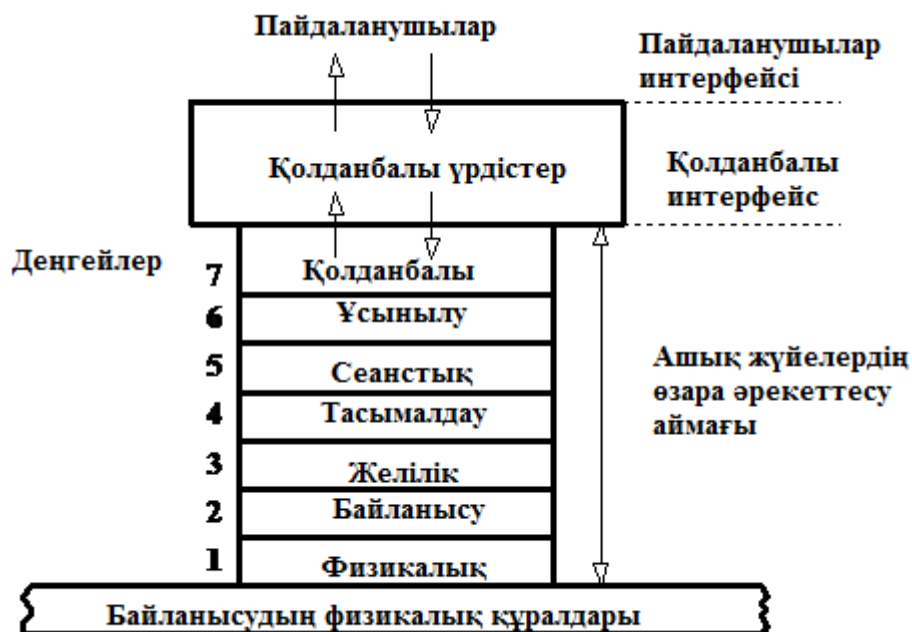 Пайдаланушылар
Пайдаланушылар
интерфейсі
Қолданбалы үрдістер
Қолданбалы
интерфейс
Деңгейлер
7 Қолданбалы
6 Ұсынылу
5 Сеанстық
4 Тасымалдау
3 Желілік
2 Байланысу
1 Физикалық
Ашық жүйелердің
өзара әрекеттесу
аймағы
Байланысудың физикалық құралдары